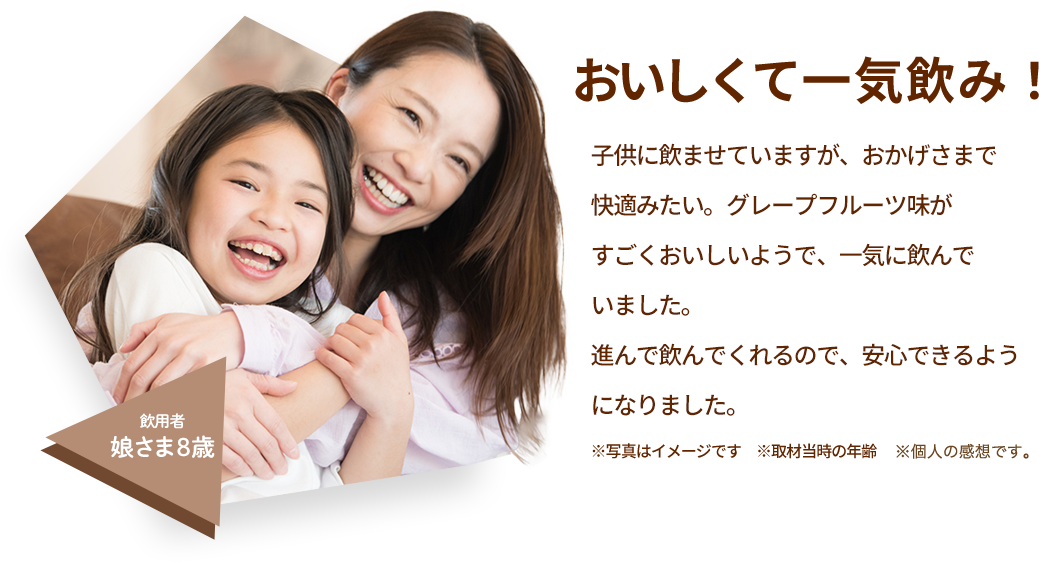 おいしくて一気飲み！
子供に飲ませていますが、おかげさまで
快適みたい。グレープフルーツ味が
すごくおいしいようで、一気に飲んで
いました。
進んで飲んでくれるので、安心できるよう
になりました。
※写真はイメージです　※取材当時の年齢　※個人の感想です。
飲用者
娘さま8歳